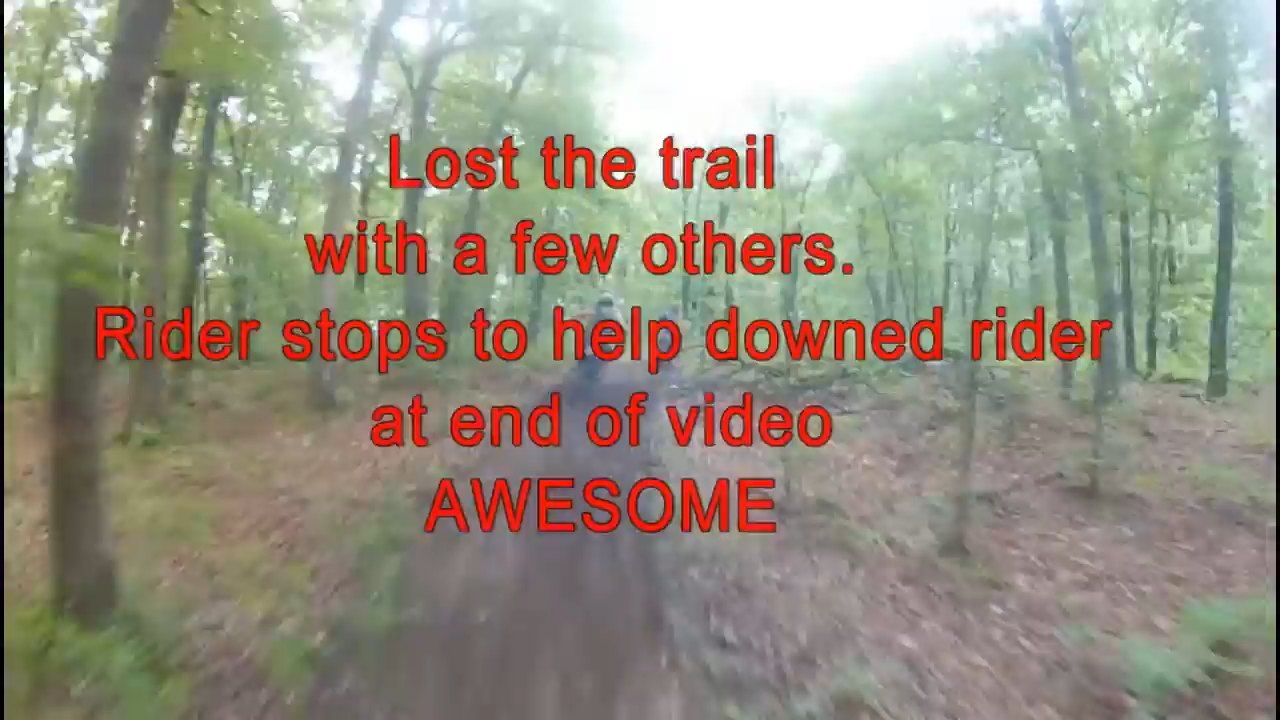 Lost the trail
with a few others.
Rider stops to help downed rider
at end of video
AWESOME